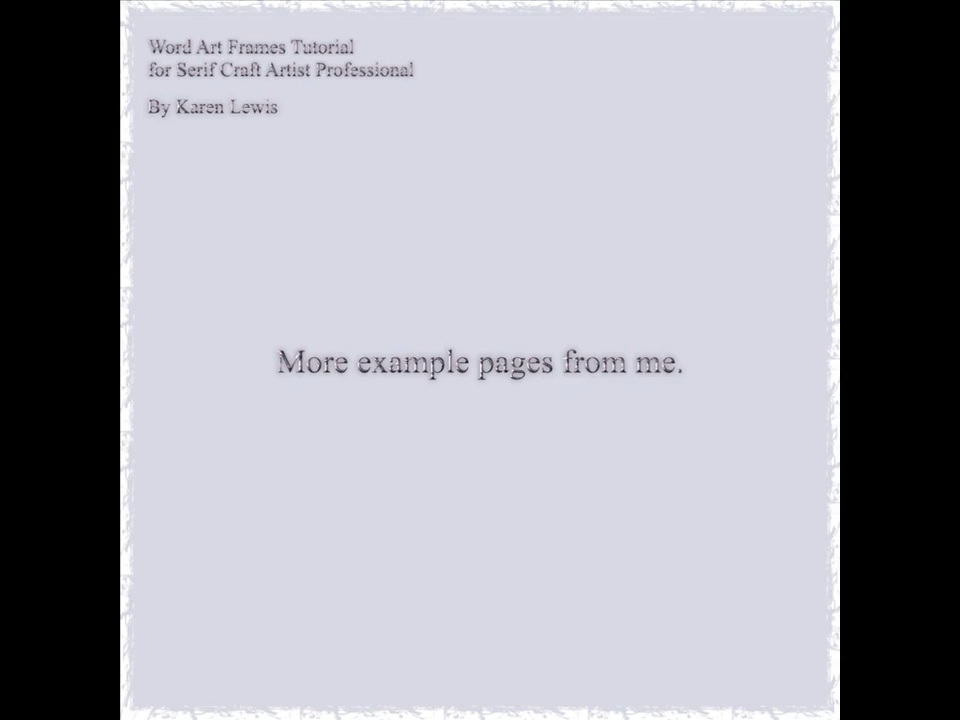 Word Art Frames Tutorial
for Serif Craft Artist Professional
By Karen Lewis
More example pages from me.